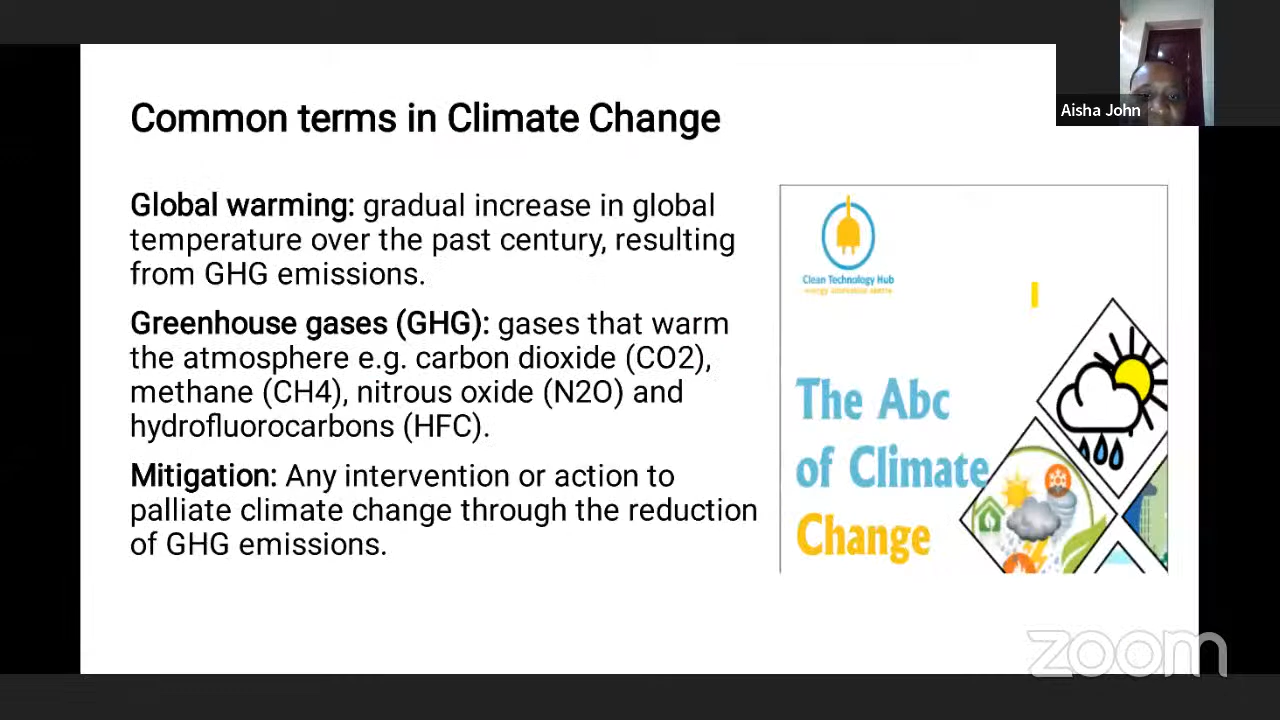 Common terms in Climate Change
Aisha John
Global warming: gradual increase in global
temperature over the past century, resulting
from GHG emissions.
Greenhouse gases (GHG): gases that warm
the atmosphere e.g. carbon dioxide (CO2),
methane (CH4), nitrous oxide (N2O) and
hydrofluorocarbons (HFC).
Mitigation: Any intervention or action to
palliate climate change through the reduction
of GHG emissions.
Clean Technology Hub
energy innovation centre
The Abc
of Climate
Change
zoom